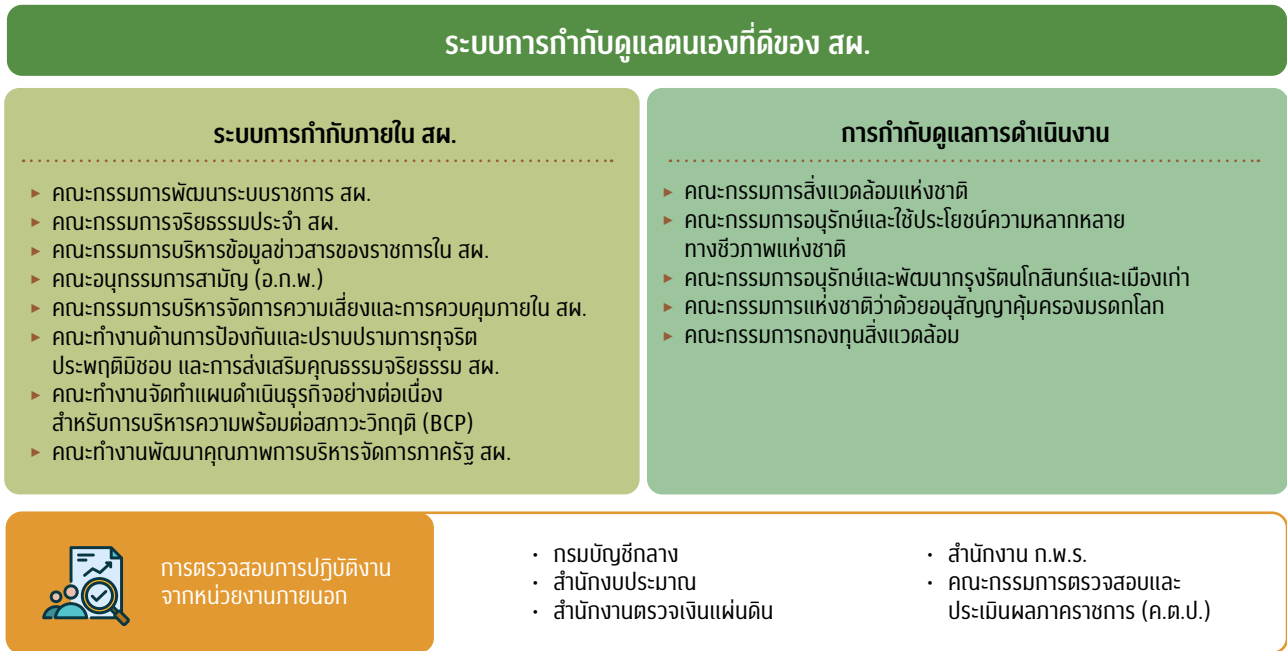 ระบบการกำกับดูแลตนเองที่ดีของ สผ.
ระบบการกำกับภายใน สผ.
▸ คณะกรรมการพัฒนาระบบราชการ สผ.
▸ คณะกรรมการจริยธรรมประจำ สผ.
▸ คณะกรรมการบริหารข้อมูลข่าวสารของราชการใน สผ.
▸ คณะอนุกรรมการสามัญ (อ.ก.พ.)
▸ คณะกรรมการบริหารจัดการความเสี่ยงและการควบคุมภายใน สผ.
▸ คณะทำงานด้านการป้องกันและปราบปรามการทุจริต
ประพฤติมิชอบ และการส่งเสริมคุณธรรมจริยธรรม สผ.
▸ คณะทำงานจัดทำแผนดำเนินธุรกิจอย่างต่อเนื่อง
สำหรับการบริหารความพร้อมต่อสภาวะวิกฤติ (BCP)
▸ คณะทำงานพัฒนาคุณภาพการบริหารจัดการภาครัฐ สผ.
การกำกับดูแลการดำเนินงาน
▸ คณะกรรมการสิ่งแวดล้อมแห่งชาติ
▸ คณะกรรมการอนุรักษ์และใช้ประโยชน์ความหลากหลาย
ทางชีวภาพแห่งชาติ
▸ คณะกรรมการอนุรักษ์และพัฒนากรุงรัตนโกสินทร์และเมืองเก่า
▸ คณะกรรมการแห่งชาติว่าด้วยอนุสัญญาคุ้มครองมรดกโลก
▸ คณะกรรมการกองทุนสิ่งแวดล้อม
การตรวจสอบการปฏิบัติงาน
จากหน่วยงานภายนอก
• กรมบัญชีกลาง
• สำนักงบประมาณ
• สำนักงานตรวจเงินแผ่นดิน
• สำนักงาน ก.พ.ร.
• คณะกรรมการตรวจสอบและ
ประเมินผลภาคราชการ (ค.ต.ป.)